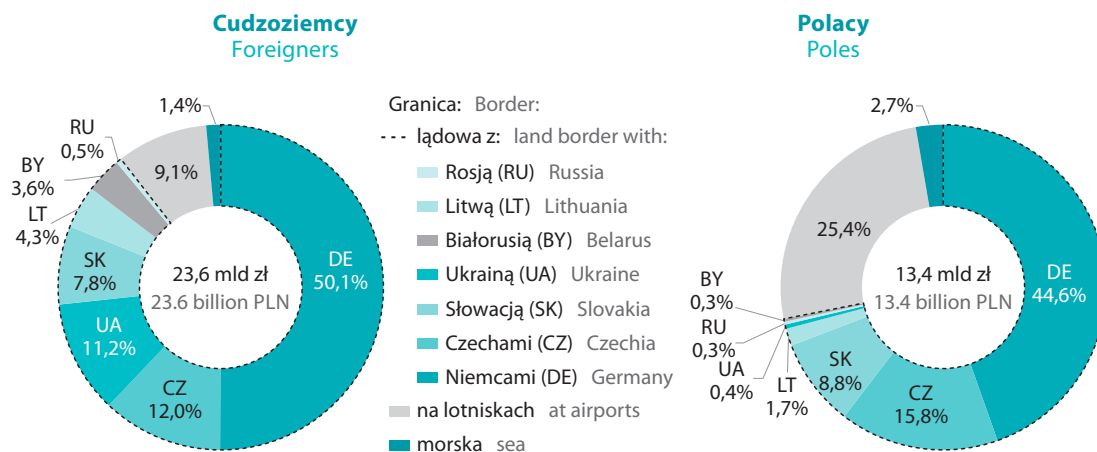 Cudzoziemcy
Foreigners
1,4%
RU
0,5%
BY
3,6%
LT
4,3%
9,1%
SK
7,8%
UA
11,2%
CZ
12,0%
DE
50,1%
23,6 mld zł
23.6 billion PLN
Granica: Border:
lądowa z: land border with:
Rosją (RU) Russia
Litwą (LT) Lithuania
Białorusią (BY) Belarus
Ukrainą (UA) Ukraine
Słowacją (SK) Slovakia
Czechami (CZ) Czechia
Niemcami (DE) Germany
na lotniskach at airports
morska sea
Polacy
Poles
2,7%
25,4%
BY
0,3%
RU
0,3%
UA
0,4%
LT
1,7%
SK
8,8%
CZ
15,8%
DE
44,6%
13,4 mld zł
13.4 billion PLN